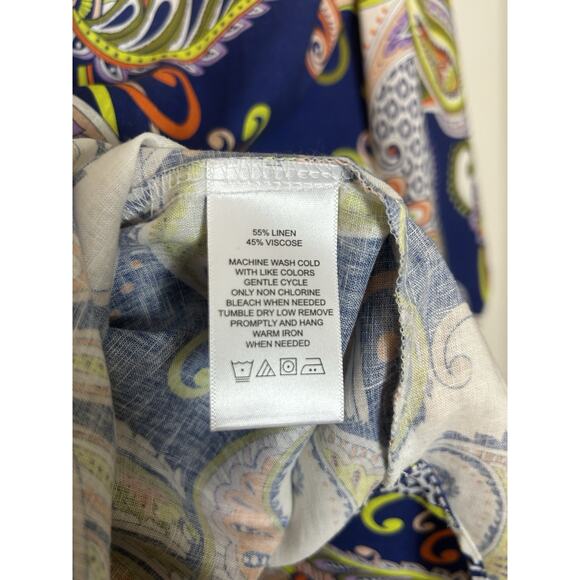 55% LINEN
45% VISCOSE
MACHINE WASH COLD
WITH LIKE COLORS
GENTLE CYCLE
ONLY NON CHLORINE
BLEACH WHEN NEEDED
TUMBLE DRY LOW REMOVE
PROMPTLY AND HANG
WARM IRON
WHEN NEEDED